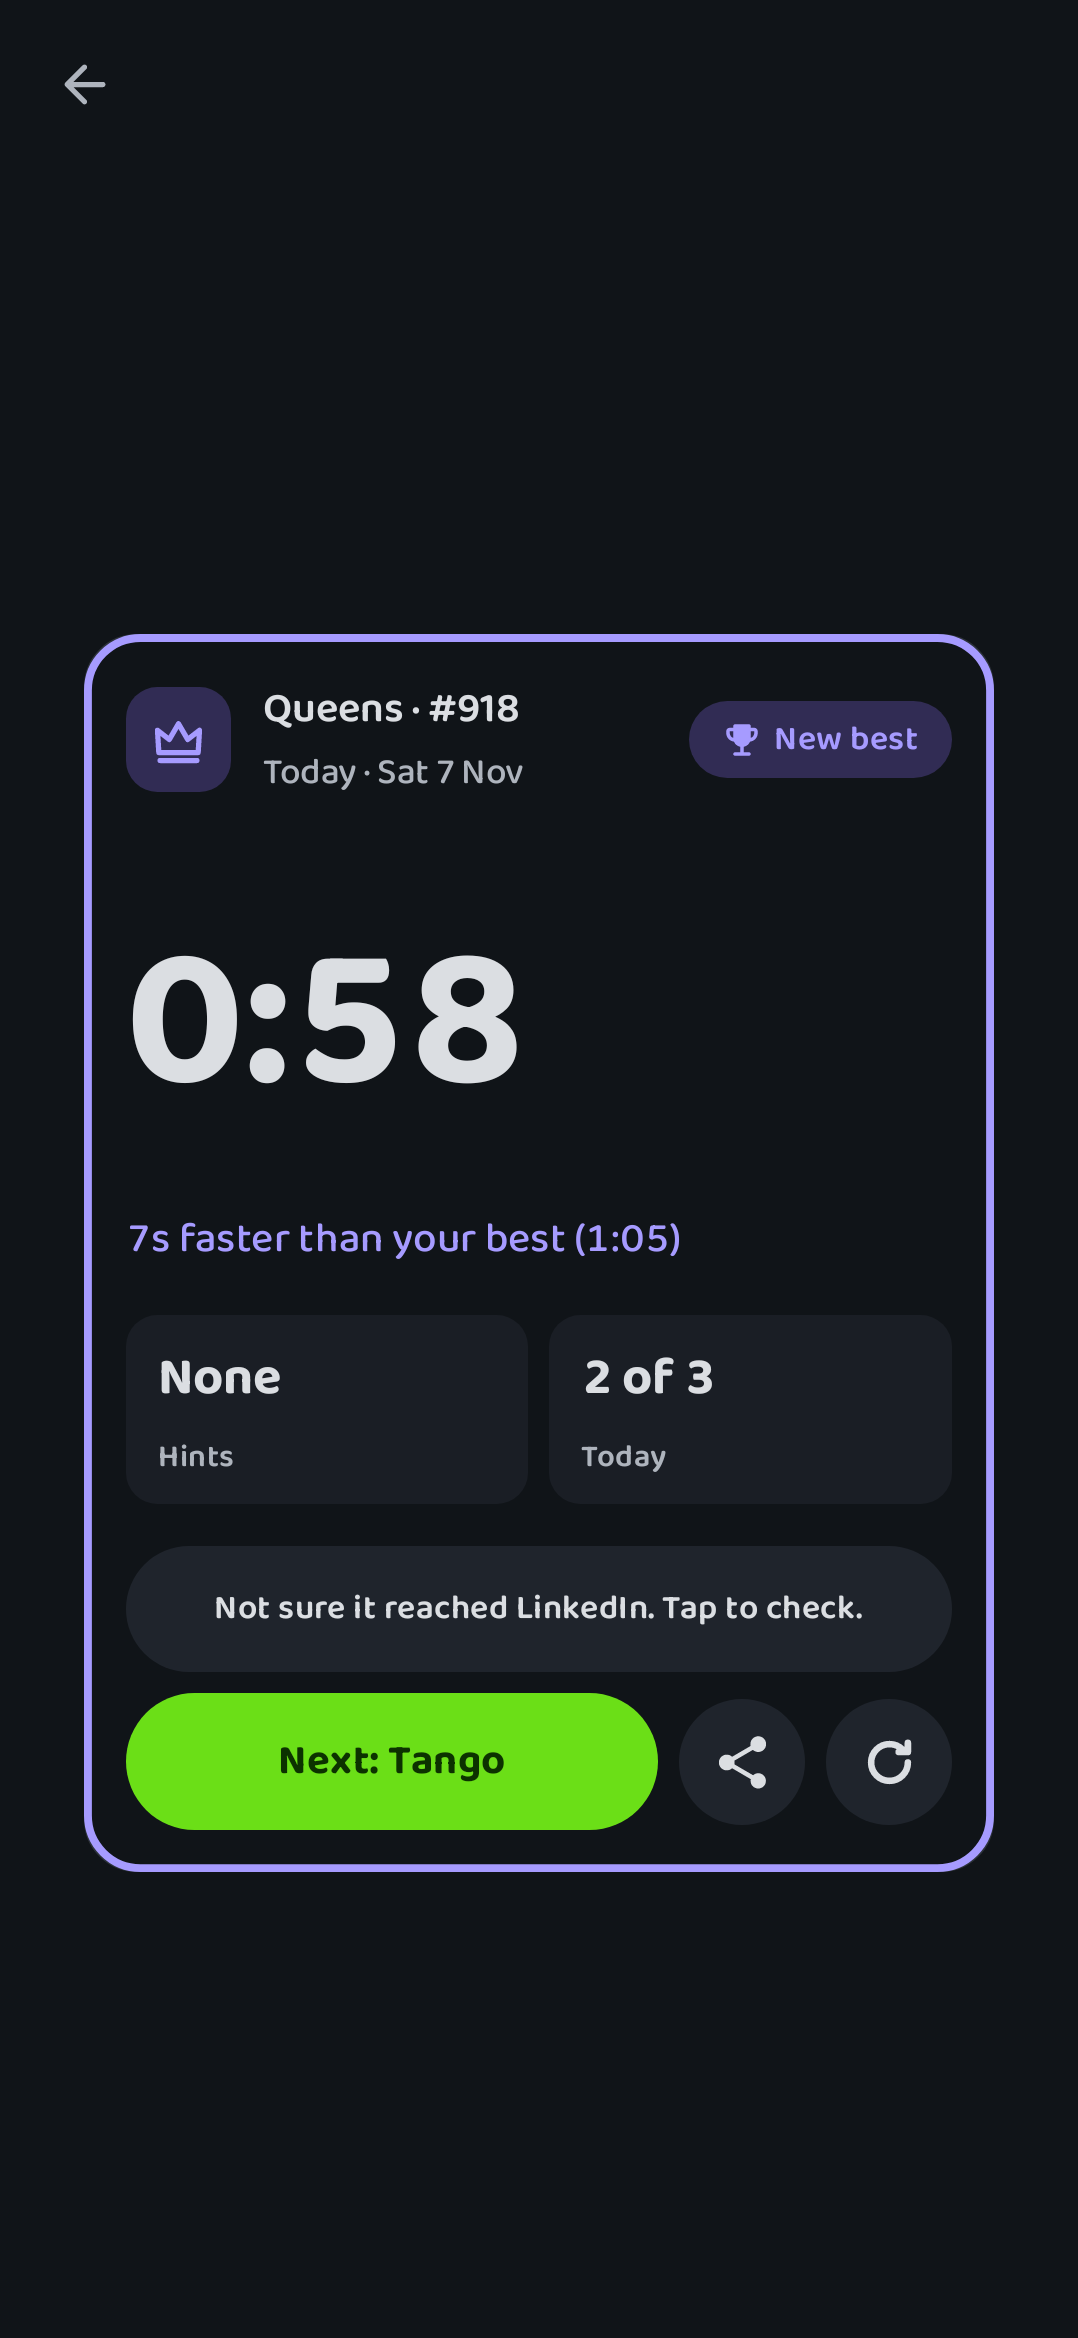 Queens · #918
Today · Sat 7 Nov
New best
0:58
7s faster than your best (1:05)
None
Hints
2 of 3
Today
Not sure it reached LinkedIn. Tap to check.
Next: Tango